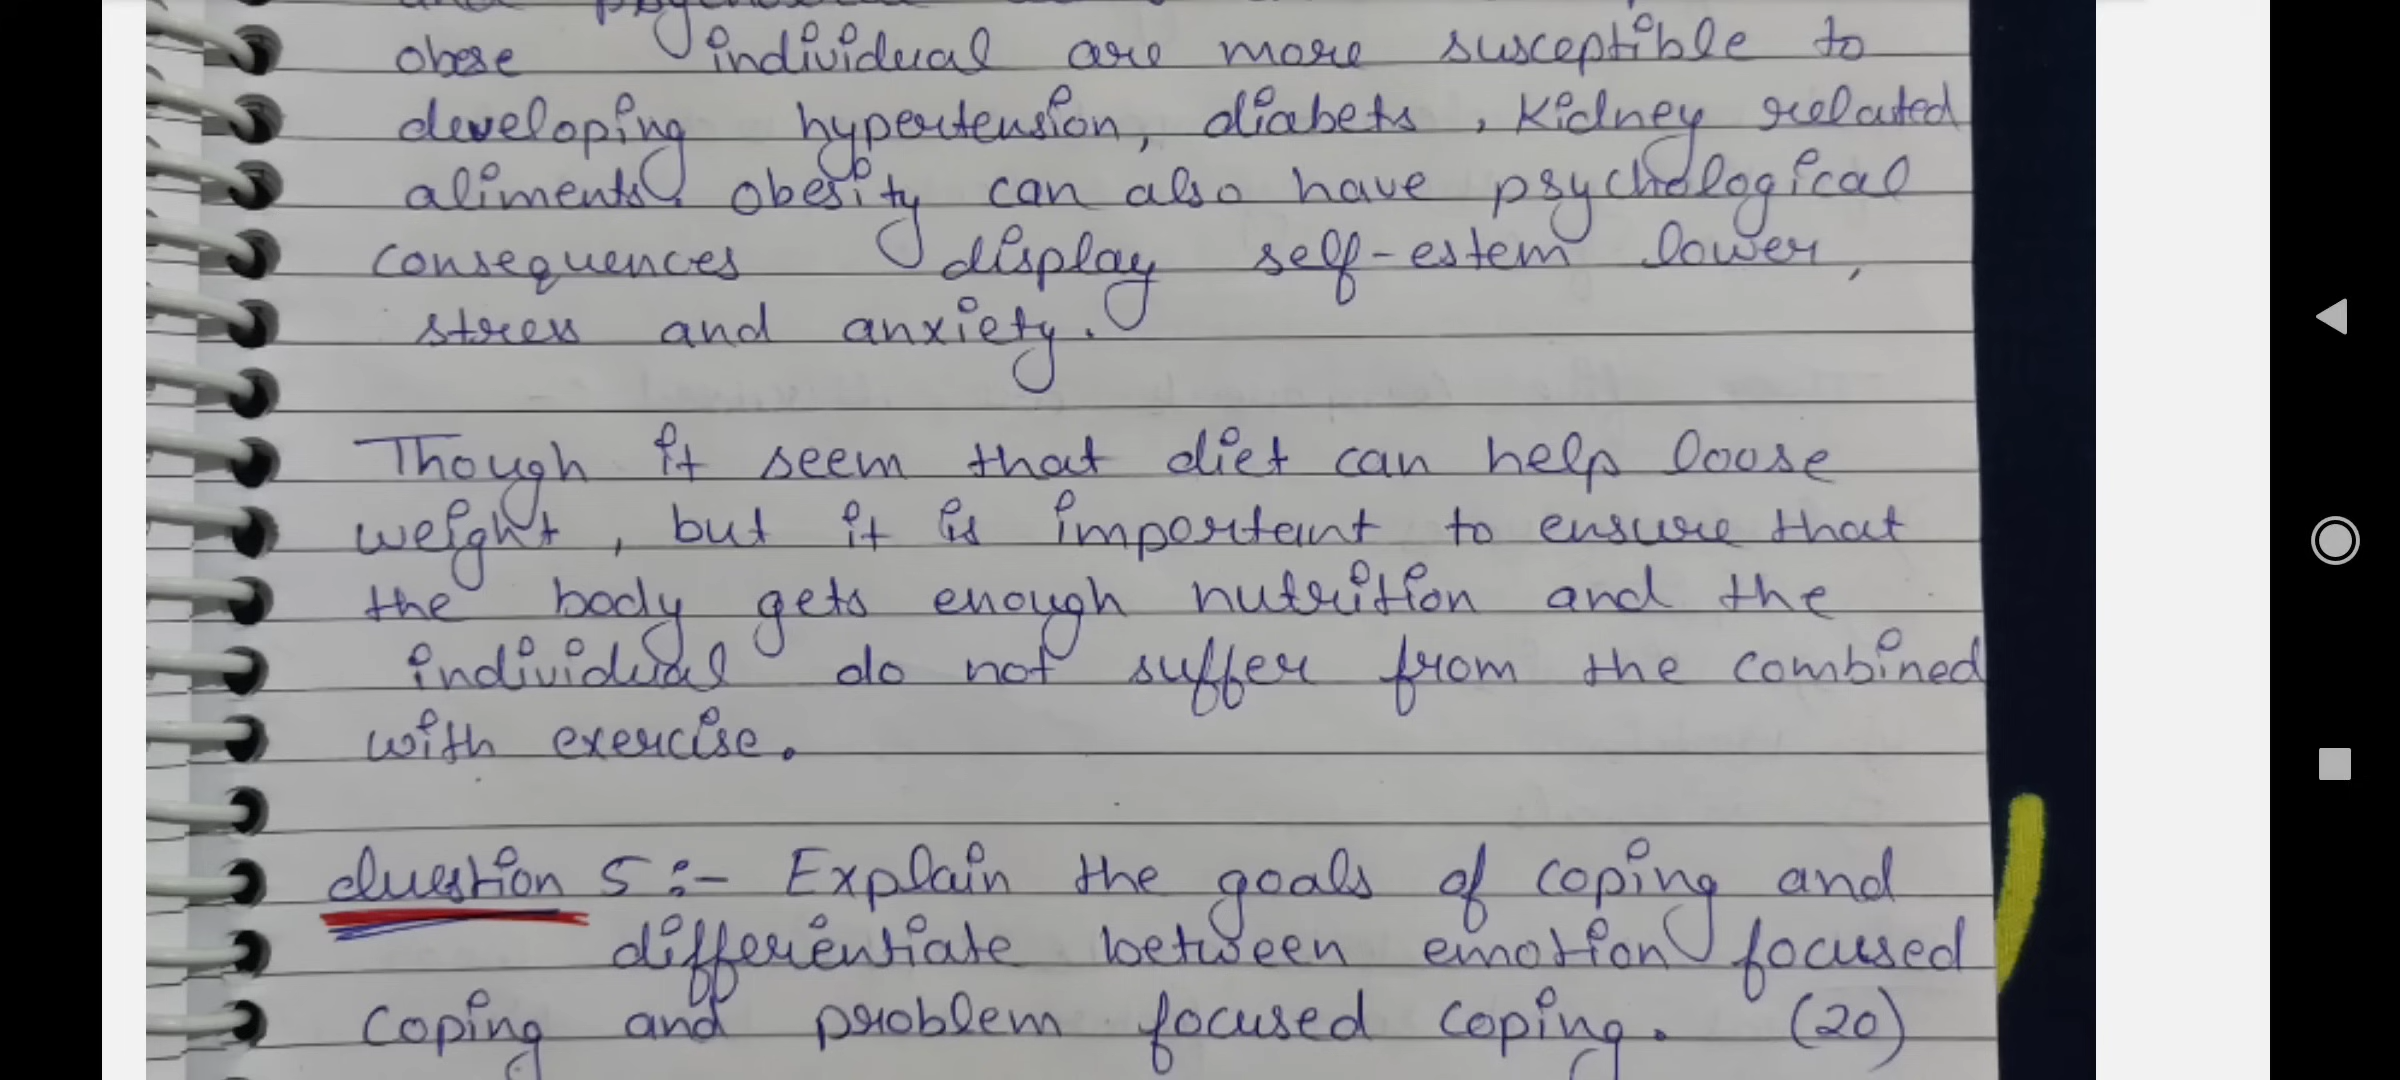 obese individual are more susceptible to
developing hypertension, diabets, Kidney related
aliments. obesity can also have psychological
consequences display self-estem lower,
stress and anxiety.
Though it seem that diet can help loose
weight, but it is important to ensure that
the body gets enough nutrition and the
individual do not suffer from the combined
with exercise.
Question 5 :- Explain the goals of coping and
differentiate between emotion focused
coping and problem focused coping. (20)